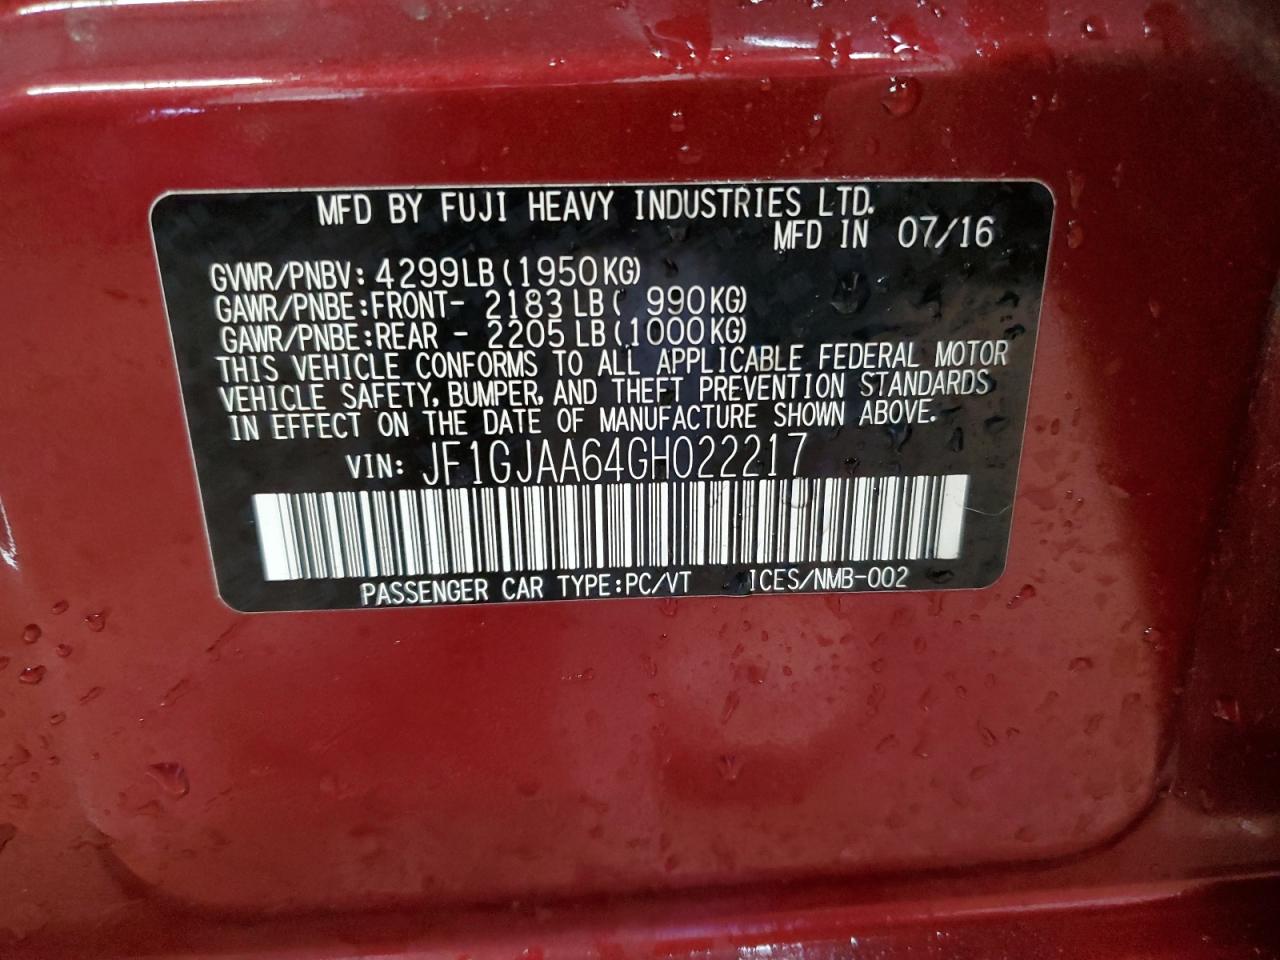 MFD BY FUJI HEAVY INDUSTRIES LTD.
MFD IN 07/16
GVWR/PNBV: 4299LB(1950KG)
GAWR/PNBE:FRONT- 2183LB( 990KG)
GAWR/PNBE:REAR - 2205LB(1000KG)
THIS VEHICLE CONFORMS TO ALL APPLICABLE FEDERAL MOTOR
VEHICLE SAFETY, BUMPER, AND THEFT PREVENTION STANDARDS
IN EFFECT ON THE DATE OF MANUFACTURE SHOWN ABOVE.
VIN: JF1GJAA64GH022217
PASSENGER CAR TYPE:PC/VT ICES/NMB-002